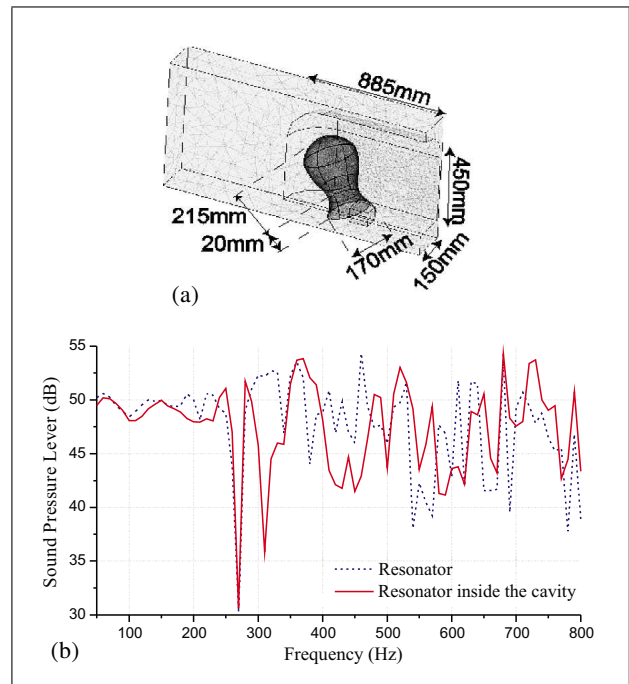 885mm
450mm
215mm
20mm
170mm
150mm
(a)
55
50
45
40
35
30
Sound Pressure Lever (dB)
Resonator
Resonator inside the cavity
100 200 300 400 500 600 700 800
(b)
Frequency (Hz)